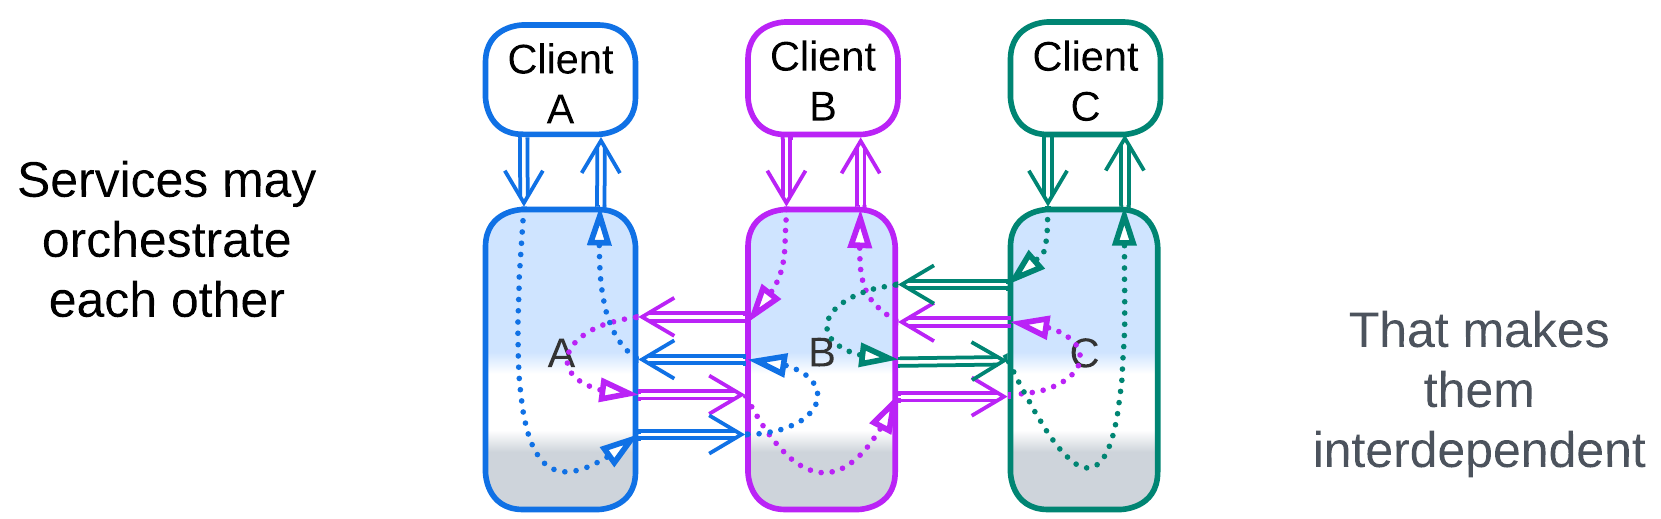 Client
A
Client
B
Client
C
Services may
orchestrate
each other
A
B
C
That makes
them
interdependent